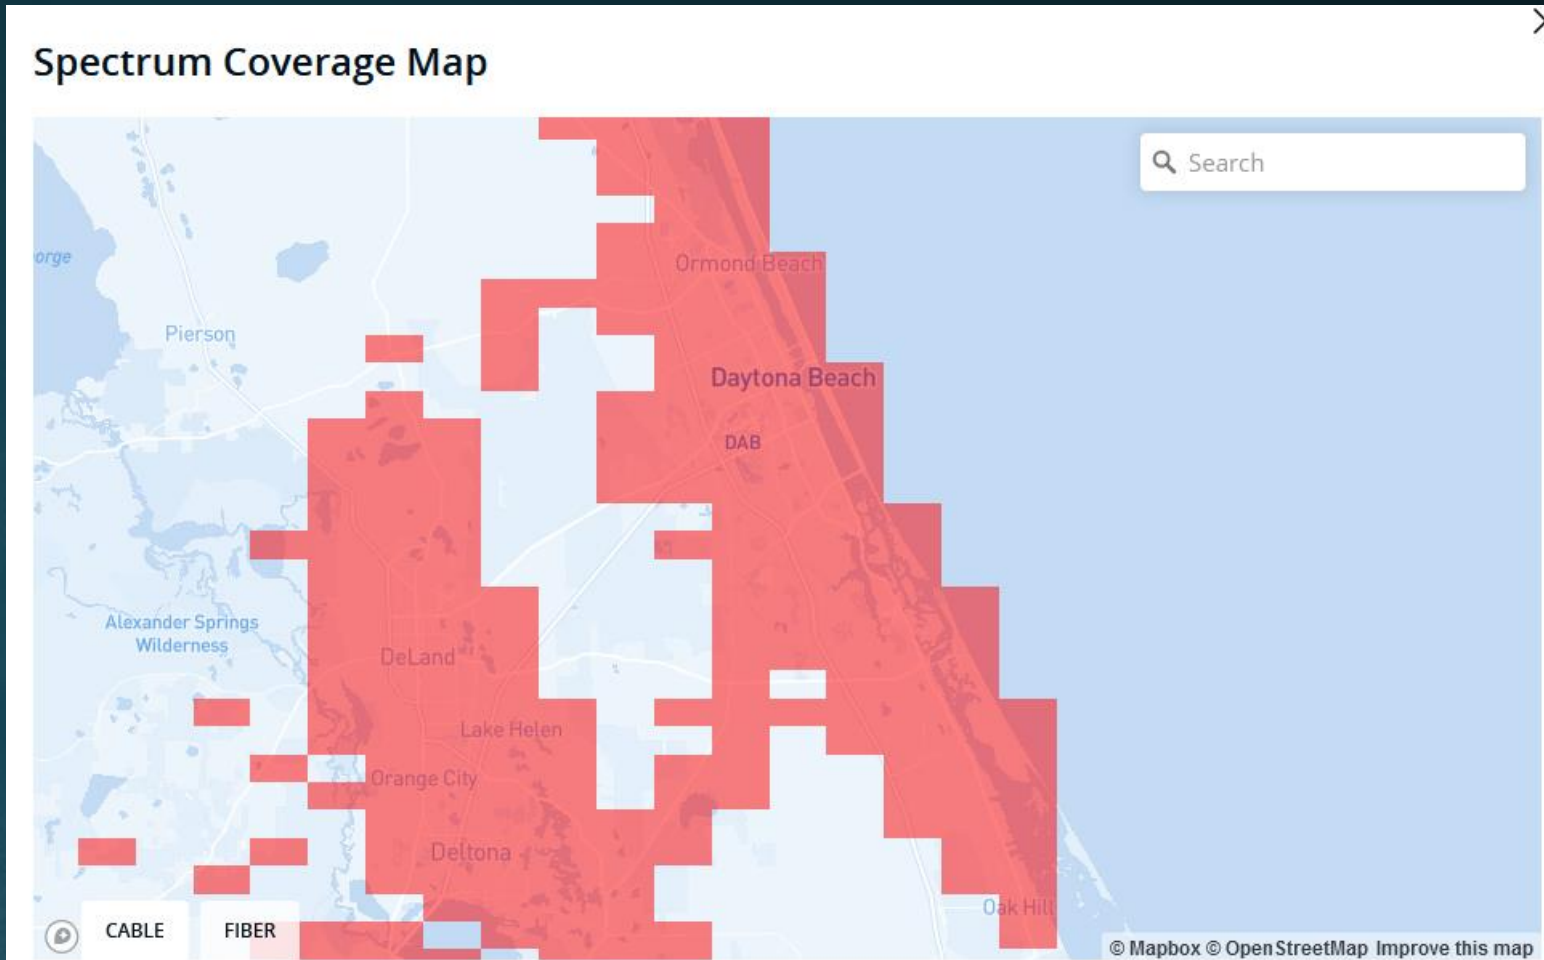 Spectrum Coverage Map
Search
orge
Ormond Beach
Pierson
Daytona Beach
DAB
Alexander Springs
Wilderness
DeLand
Lake Helen
Orange City
Deltona
Oak Hill
CABLE
FIBER
© Mapbox © OpenStreetMap Improve this map